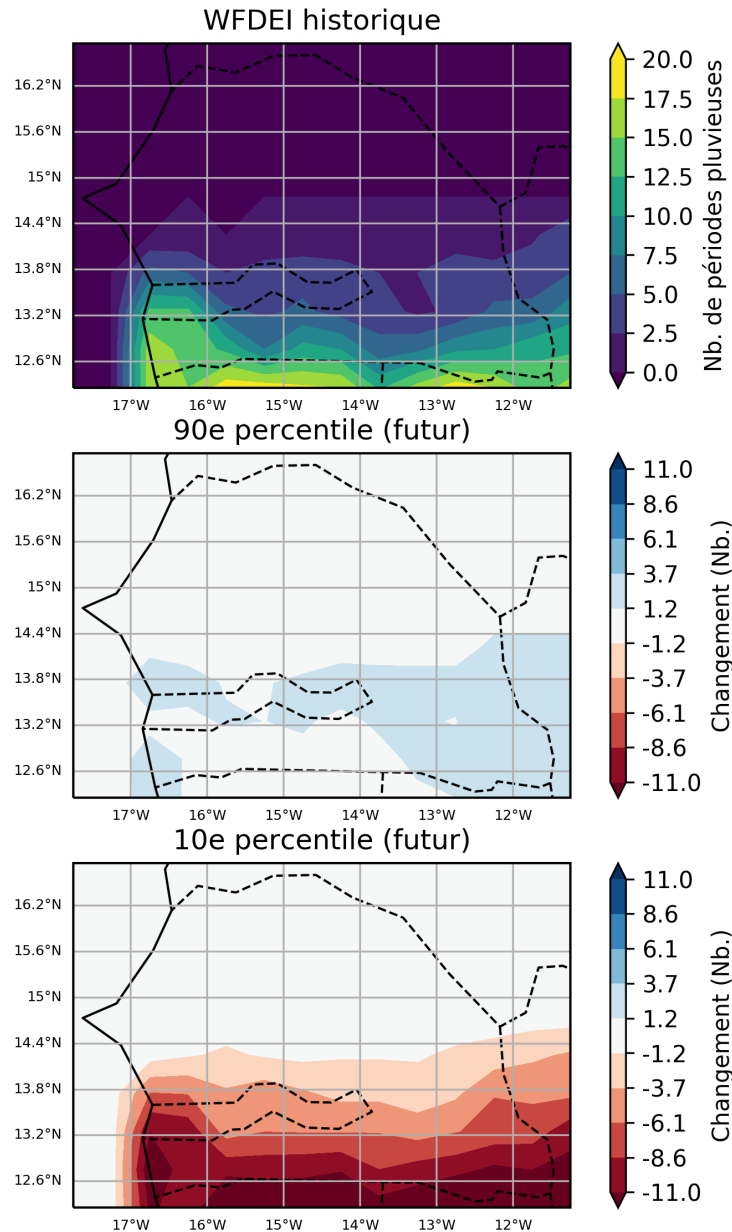 WFDEI historique
16.2°N
15.6°N
15°N
14.4°N
13.8°N
13.2°N
12.6°N
17°W 16°W 15°W 14°W 13°W 12°W
20.0
17.5
15.0
12.5
10.0
7.5
5.0
2.5
0.0
Nb. de périodes pluvieuses
90e percentile (futur)
16.2°N
15.6°N
15°N
14.4°N
13.8°N
13.2°N
12.6°N
17°W 16°W 15°W 14°W 13°W 12°W
11.0
8.6
6.1
3.7
1.2
-1.2
-3.7
-6.1
-8.6
-11.0
Changement (Nb.)
10e percentile (futur)
16.2°N
15.6°N
15°N
14.4°N
13.8°N
13.2°N
12.6°N
17°W 16°W 15°W 14°W 13°W 12°W
11.0
8.6
6.1
3.7
1.2
-1.2
-3.7
-6.1
-8.6
-11.0
Changement (Nb.)